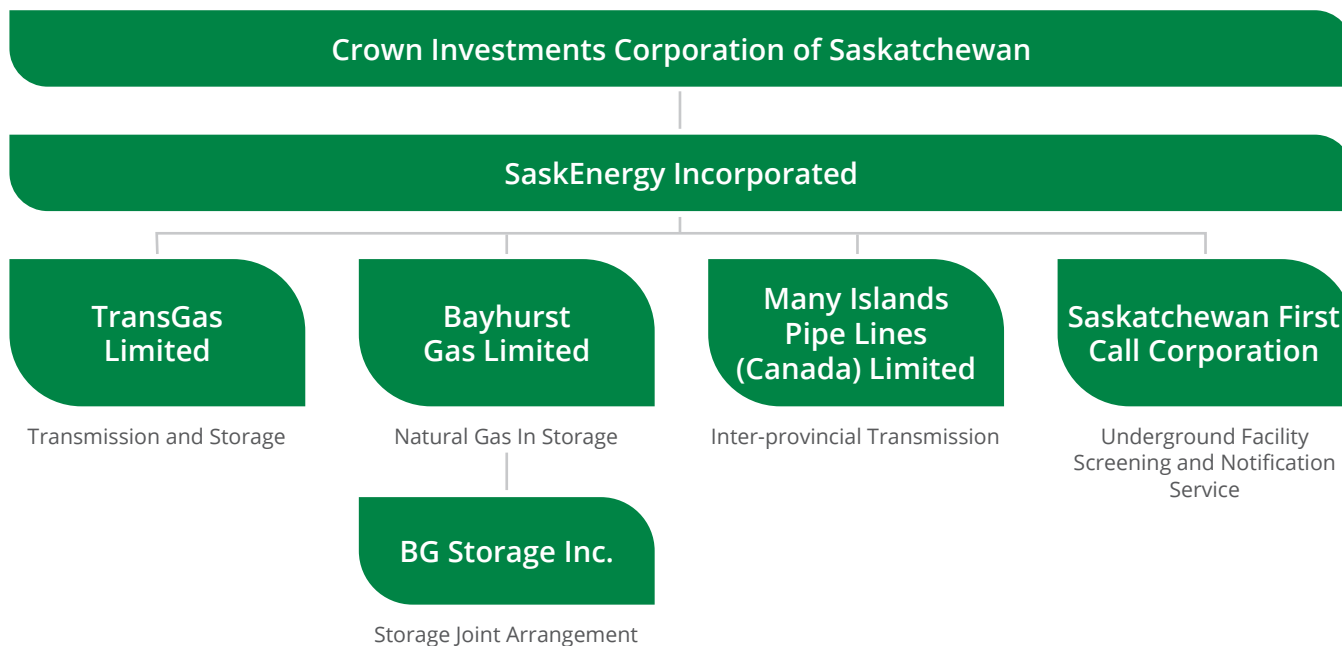 Crown Investments Corporation of Saskatchewan
SaskEnergy Incorporated
TransGas
Limited
Transmission and Storage
Bayhurst
Gas Limited
Natural Gas In Storage
Many Islands
Pipe Lines
(Canada) Limited
Inter-provincial Transmission
Saskatchewan First
Call Corporation
Underground Facility
Screening and Notification
Service
BG Storage Inc.
Storage Joint Arrangement